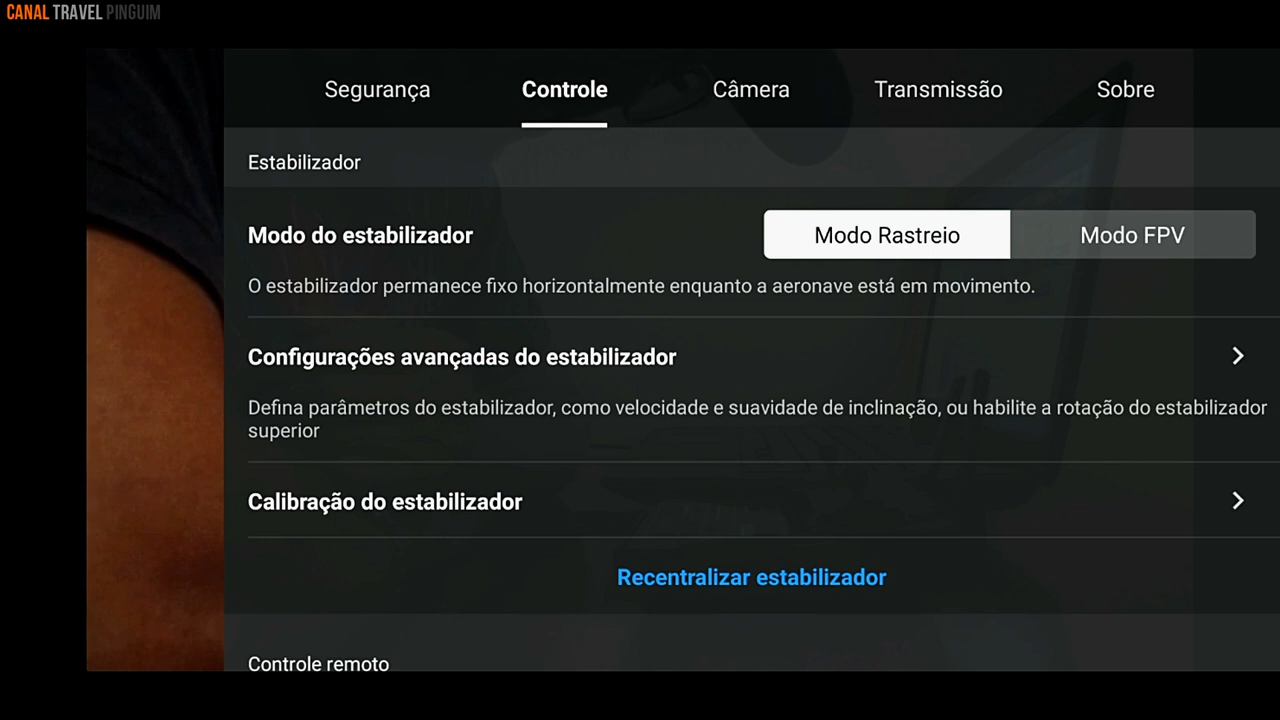 CANAL TRAVEL PINGUIM
Segurança Controle Câmera Transmissão Sobre
Estabilizador
Modo do estabilizador Modo Rastreio Modo FPV
O estabilizador permanece fixo horizontalmente enquanto a aeronave está em movimento.
Configurações avançadas do estabilizador
Defina parâmetros do estabilizador, como velocidade e suavidade de inclinação, ou habilite a rotação do estabilizador
superior
Calibração do estabilizador
Recentralizar estabilizador
Controle remoto